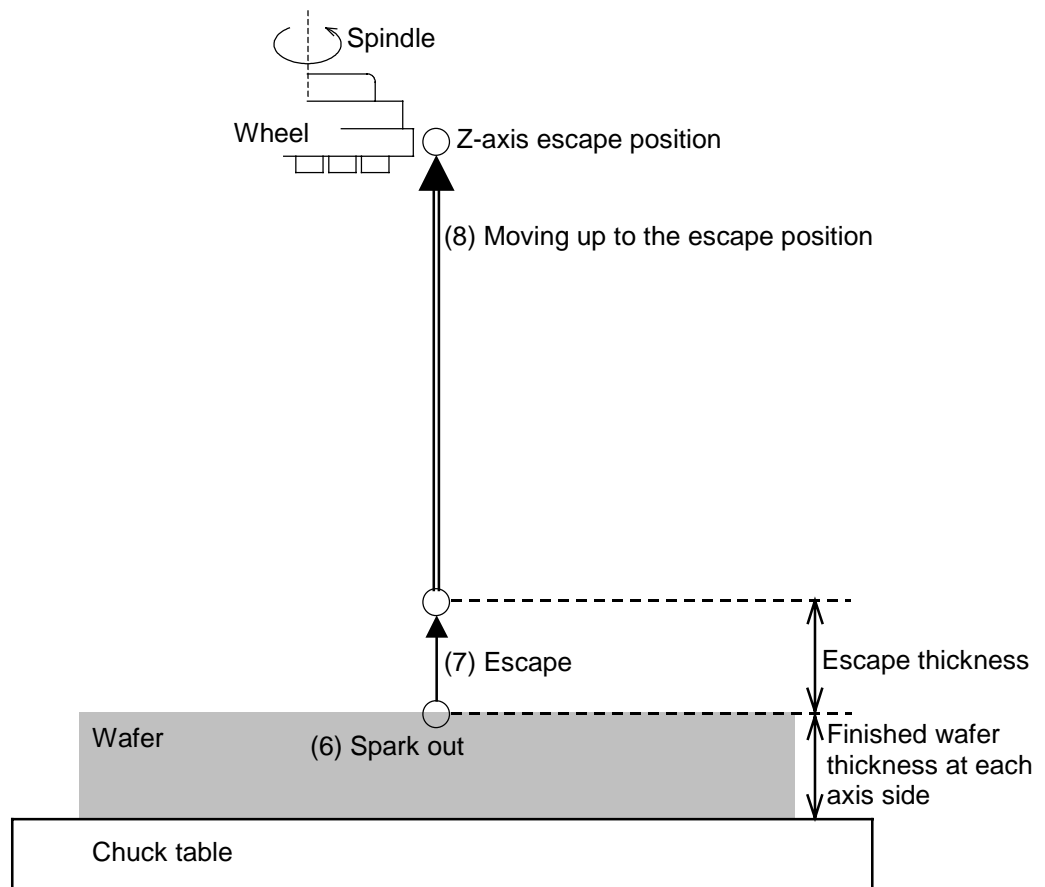 Spindle
Wheel
Z-axis escape position
(8) Moving up to the escape position
(7) Escape
Escape thickness
Wafer
(6) Spark out
Finished wafer
thickness at each
axis side
Chuck table